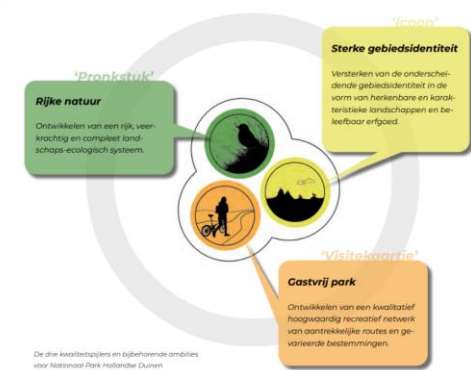 'Icoon'
Sterke gebiedsidentiteit
Versterken van de onderschei-
dende gebiedsidentiteit in de
vorm van herkenbare en karak-
teristieke landschappen en be-
leefbaar erfgoed.
'Pronkstuk'
Rijke natuur
Ontwikkelen van een rijk, veer-
krachtig en compleet land-
schaps-ecologisch systeem.
'Visitekaartje'
Gastvrij park
Ontwikkelen van een kwalitatief
hoogwaardig recreatief netwerk
van aantrekkelijke routes en ge-
varieerde bestemmingen.
De drie kwaliteitspijlers en bijbehorende ambities
voor Nationaal Park Hollandse Duinen